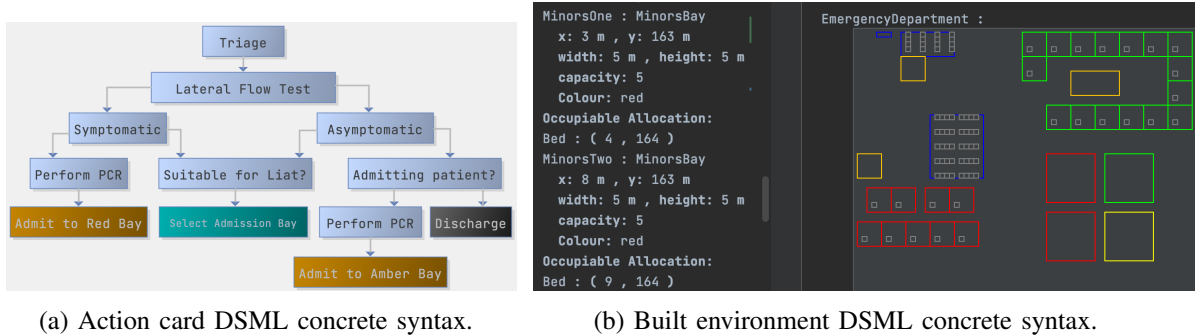 Triage
Lateral Flow Test
Symptomatic
Asymptomatic
Perform PCR
Suitable for Liat?
Admitting patient?
Admit to Red Bay
Select Admission Bay
Perform PCR
Discharge
Admit to Amber Bay
(a) Action card DSML concrete syntax.
MinorsOne : MinorsBay
x: 3 m , y: 163 m
width: 5 m , height: 5 m
capacity: 5
Colour: red
Occupiable Allocation:
Bed : ( 4 , 164 )
MinorsTwo : MinorsBay
x: 8 m , y: 163 m
width: 5 m , height: 5 m
capacity: 5
Colour: red
Occupiable Allocation:
Bed : ( 9 , 164 )
EmergencyDepartment :
(b) Built environment DSML concrete syntax.